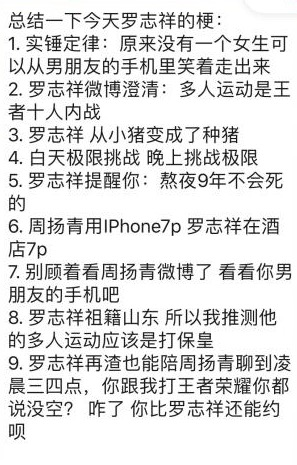 总结一下今天罗志祥的梗：
1. 实锤定律：原来没有一个女生可
以从男朋友的手机里笑着走出来
2. 罗志祥微博澄清：多人运动是王
者十人内战
3. 罗志祥 从小猪变成了种猪
4. 白天极限挑战 晚上挑战极限
5. 罗志祥提醒你：熬夜9年不会死
的
6. 周扬青用IPhone7p 罗志祥在酒
店7p
7. 别顾着看周扬青微博了 看看你男
朋友的手机吧
8. 罗志祥祖籍山东 所以我推测他
的多人运动应该是打保皇
9. 罗志祥再渣也能陪周扬青聊到凌
晨三四点，你跟我打王者荣耀你都
说没空？ 咋了 你比罗志祥还能约
呗